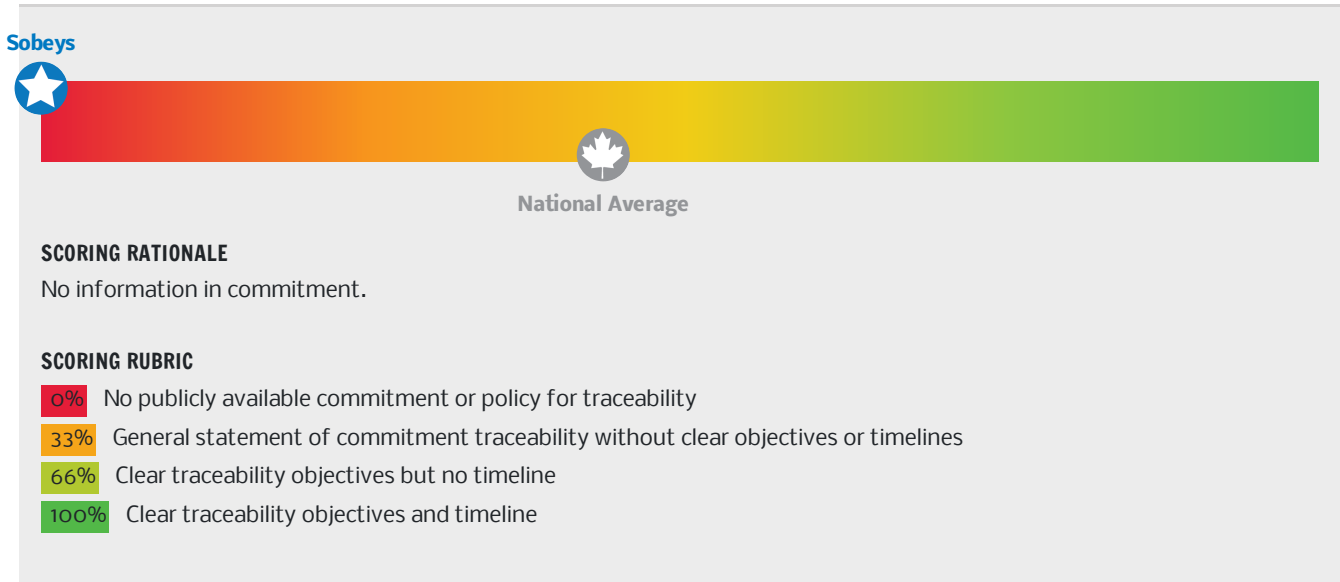 Sobeys
National Average
SCORING RATIONALE
No information in commitment.
SCORING RUBRIC
0% No publicly available commitment or policy for traceability
33% General statement of commitment traceability without clear objectives or timelines
66% Clear traceability objectives but no timeline
100% Clear traceability objectives and timeline